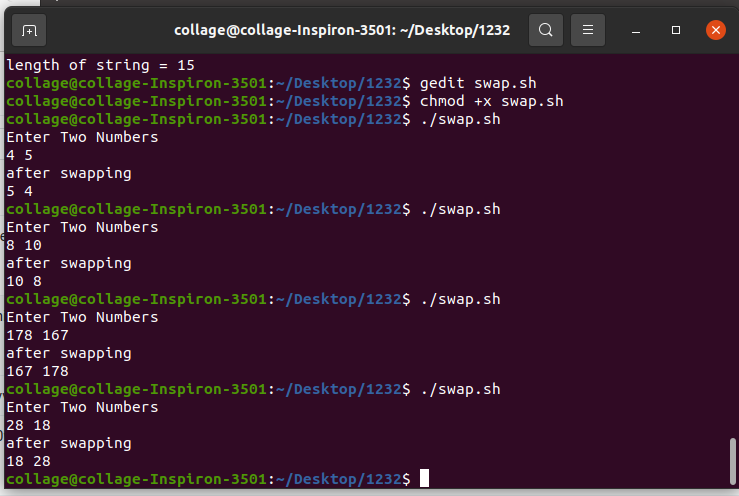 collage@collage-Inspiron-3501: ~/Desktop/1232
length of string = 15
collage@collage-Inspiron-3501:~/Desktop/1232$ gedit swap.sh
collage@collage-Inspiron-3501:~/Desktop/1232$ chmod +x swap.sh
collage@collage-Inspiron-3501:~/Desktop/1232$ ./swap.sh
Enter Two Numbers
4 5
after swapping
5 4
collage@collage-Inspiron-3501:~/Desktop/1232$ ./swap.sh
Enter Two Numbers
8 10
after swapping
10 8
collage@collage-Inspiron-3501:~/Desktop/1232$ ./swap.sh
Enter Two Numbers
178 167
after swapping
167 178
collage@collage-Inspiron-3501:~/Desktop/1232$ ./swap.sh
Enter Two Numbers
28 18
after swapping
18 28
collage@collage-Inspiron-3501:~/Desktop/1232$